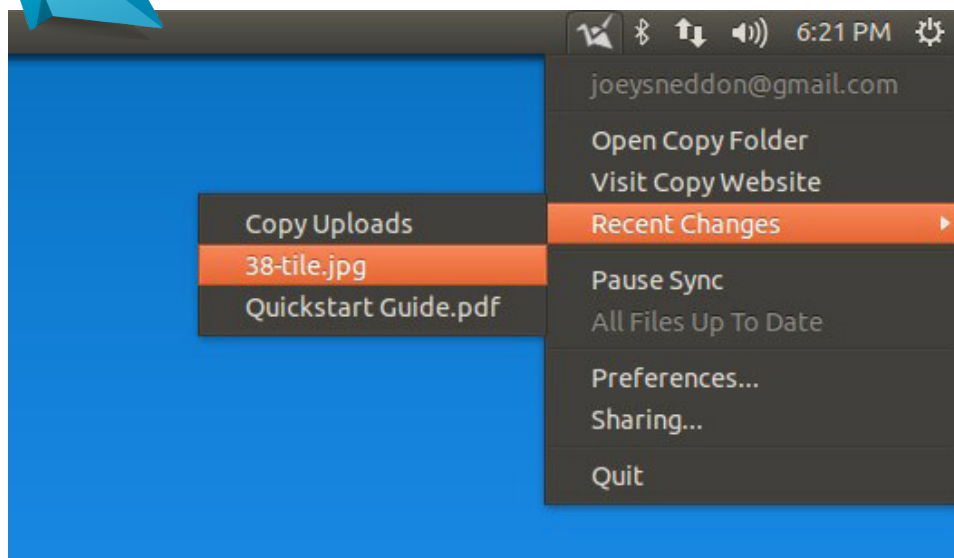 6:21 PM
joeysneddon@gmail.com
Open Copy Folder
Visit Copy Website
Recent Changes
Copy Uploads
38-tile.jpg
Quickstart Guide.pdf
Pause Sync
All Files Up To Date
Preferences...
Sharing...
Quit